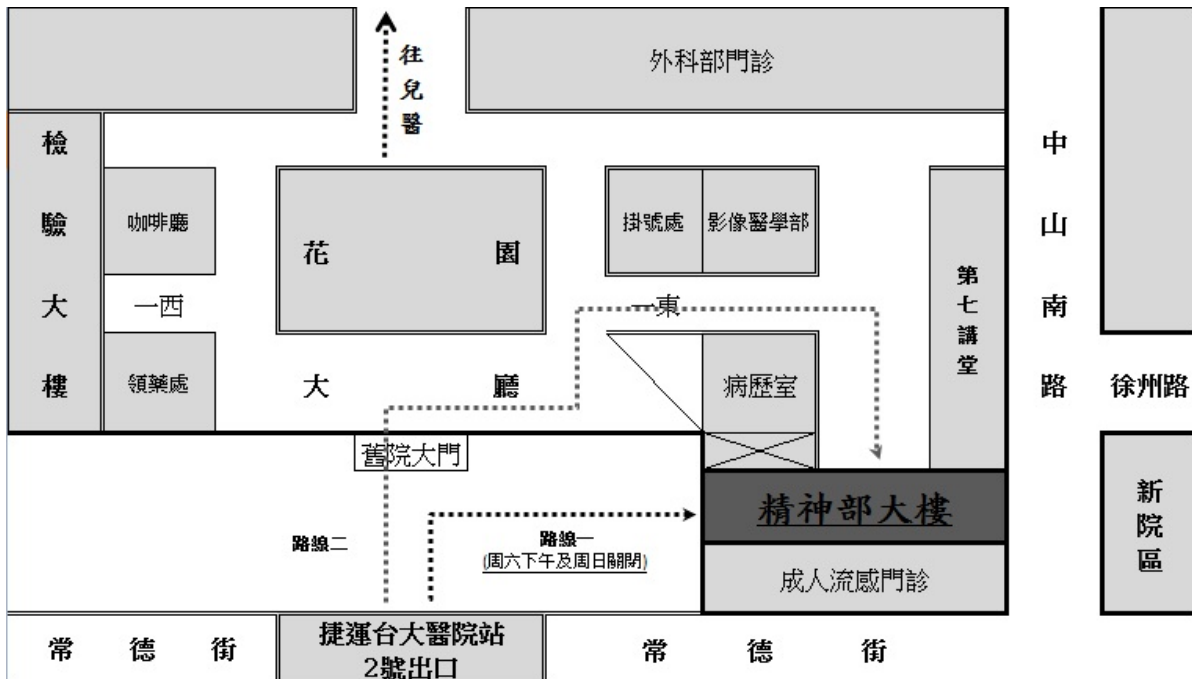 往兒醫
外科部門診
檢驗大樓
咖啡廳
花園
掛號處
影像醫學部
第七講堂
中山南路
一西
一東
領藥處
大廳
病歷室
徐州路
舊院大門
精神部大樓
新院區
路線二
路線一
(周六下午及周日關閉)
成人流感門診
常德街
捷運台大醫院站
2號出口
常德街